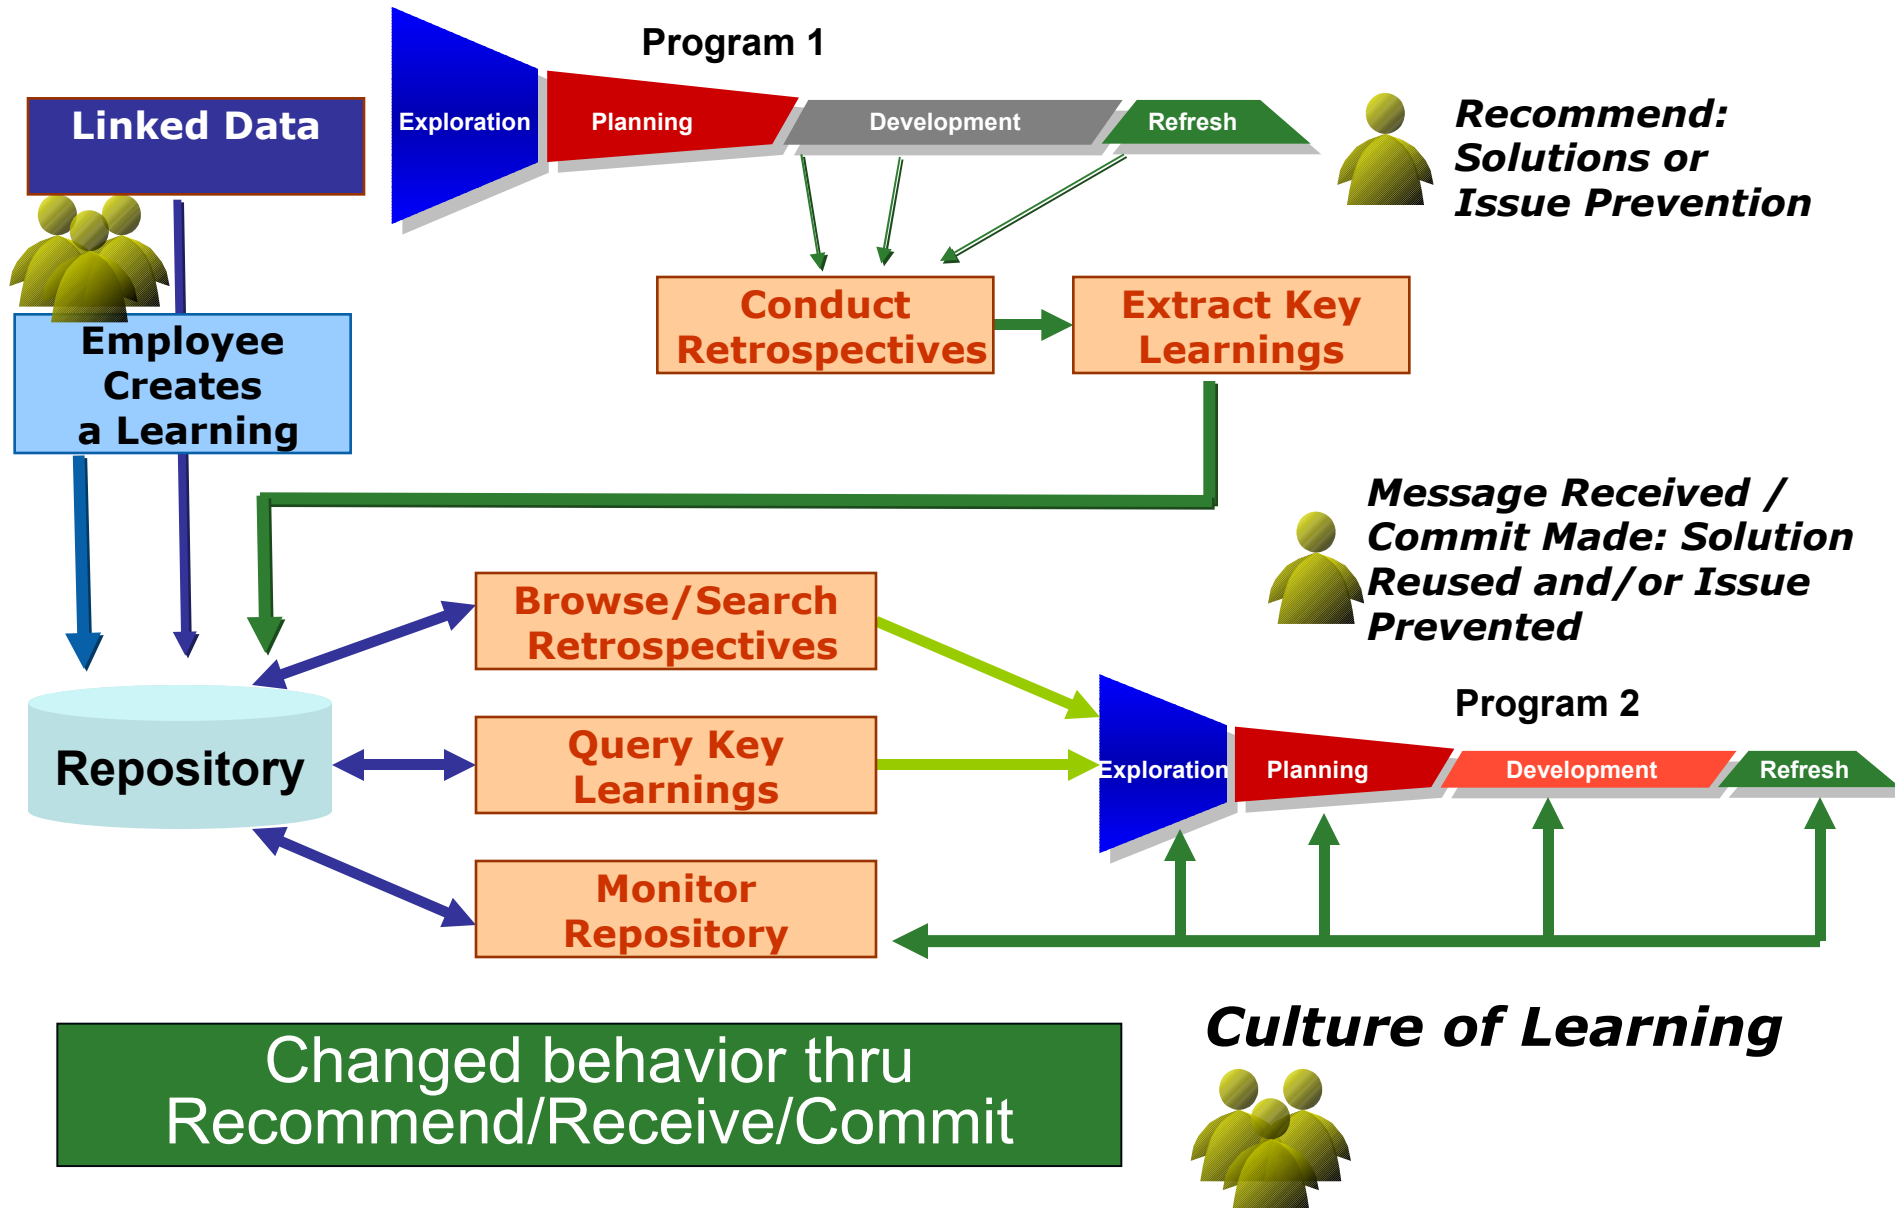 Program 1
Linked Data
Exploration
Planning
Development
Refresh
Recommend:
Solutions or
Issue Prevention
Conduct
Retrospectives
Extract Key
Learnings
Employee
Creates
a Learning
Message Received /
Commit Made: Solution
Reused and/or Issue
Prevented
Browse/Search
Retrospectives
Program 2
Repository
Query Key
Learnings
Exploration
Planning
Development
Refresh
Monitor
Repository
Culture of Learning
Changed behavior thru
Recommend/Receive/Commit